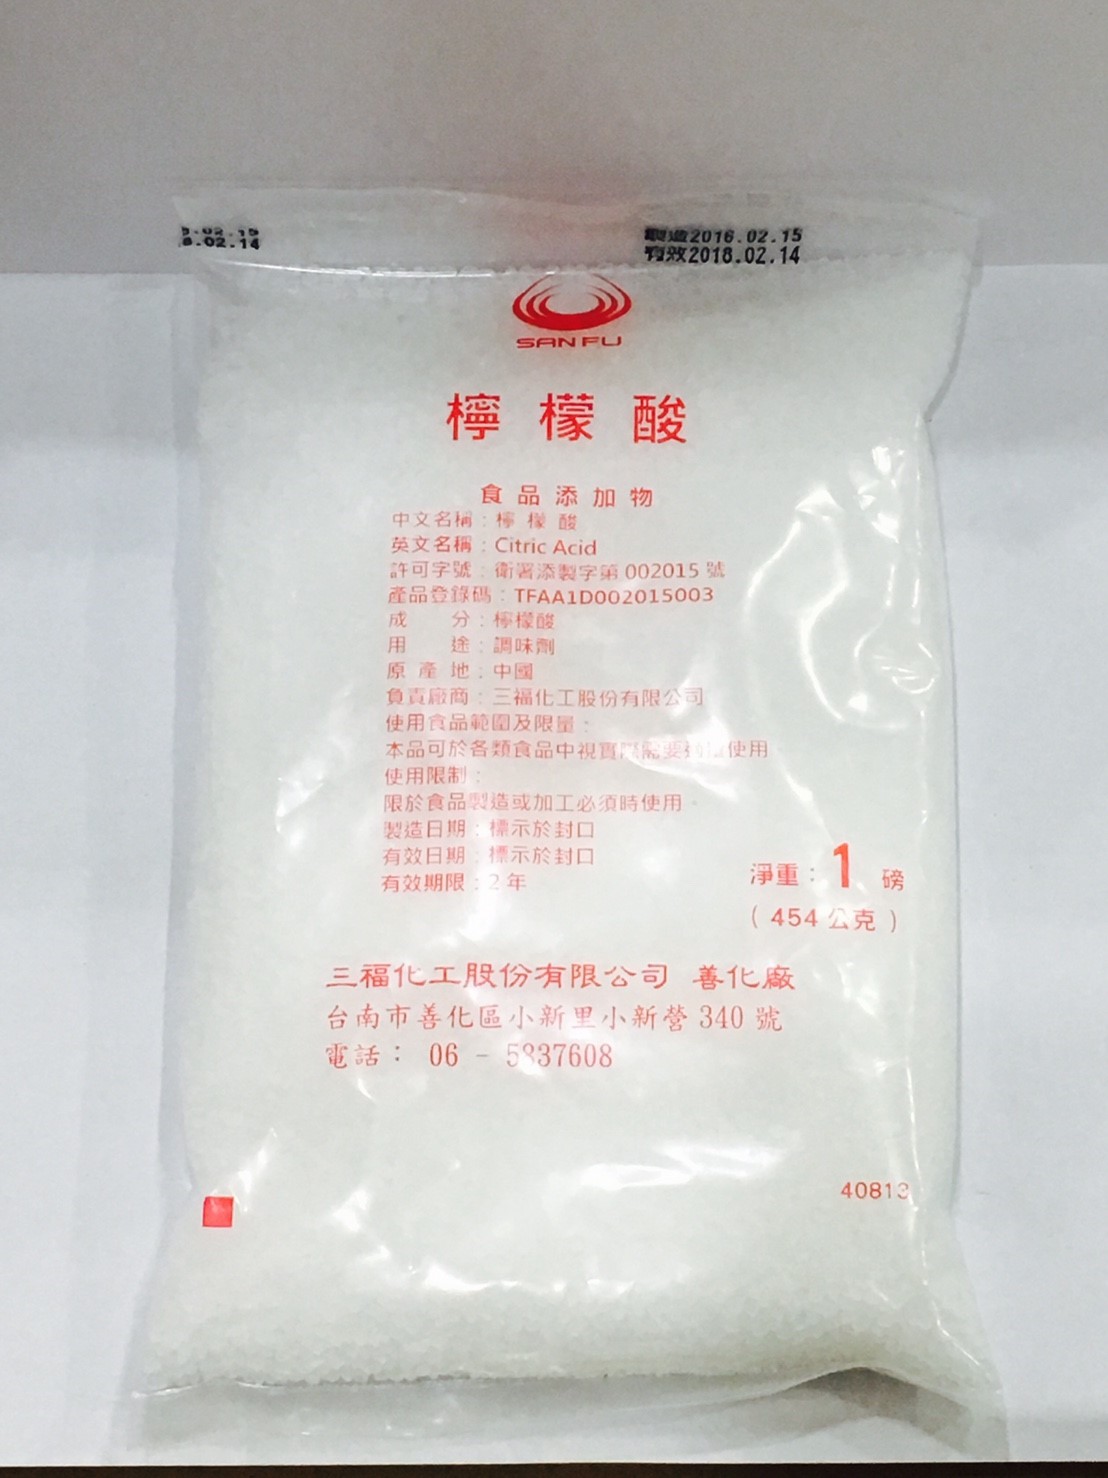 .02.14
製造2016.02.15
有效2018.02.14
SAN FU
檸檬酸
食品添加物
中文名稱：檸檬酸
英文名稱：Citric Acid
許可字號：衛署添製字第 002015 號
產品登錄碼：TFAA1D002015003
成　　分：檸檬酸
用　　途：調味劑
原 產 地：中國
負責廠商：三福化工股份有限公司
使用食品範圍及限量：
本品可於各類食品中視實際需要適量使用
使用限制：
限於食品製造或加工必須時使用。
製造日期：標示於封口
有效日期：標示於封口
有效期限：2 年
淨重：1 磅
（454 公克）
三福化工股份有限公司 善化廠
台南市善化區小新里小新營 340 號
電話： 06 - 5837608
40813